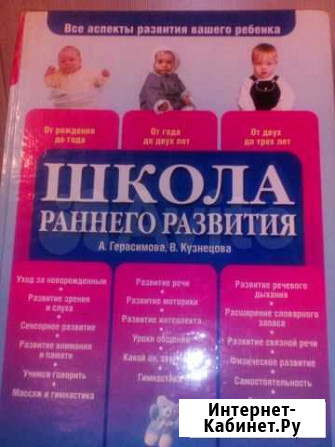 Все аспекты развития вашего ребенка
От рождения
до года
От года
до двух лет
От двух
до трех лет
ШКОЛА
РАННЕГО РАЗВИТИЯ
А. Герасимова, В. Кузнецова
Уход за новорожденным
Развитие зрения
и слуха
Сенсорное развитие
Развитие внимания
и памяти
Учимся говорить
Массаж и гимнастика
Развитие речи
Развитие моторики
Развитие интеллекта
Уроки общения
Какой он,
Гимнастика
Развитие речевого
дыхания
Расширение словарного
запаса
Развитие связной речи
Физическое развитие
Самостоятельность
Интернет-
Кабинет.Ру